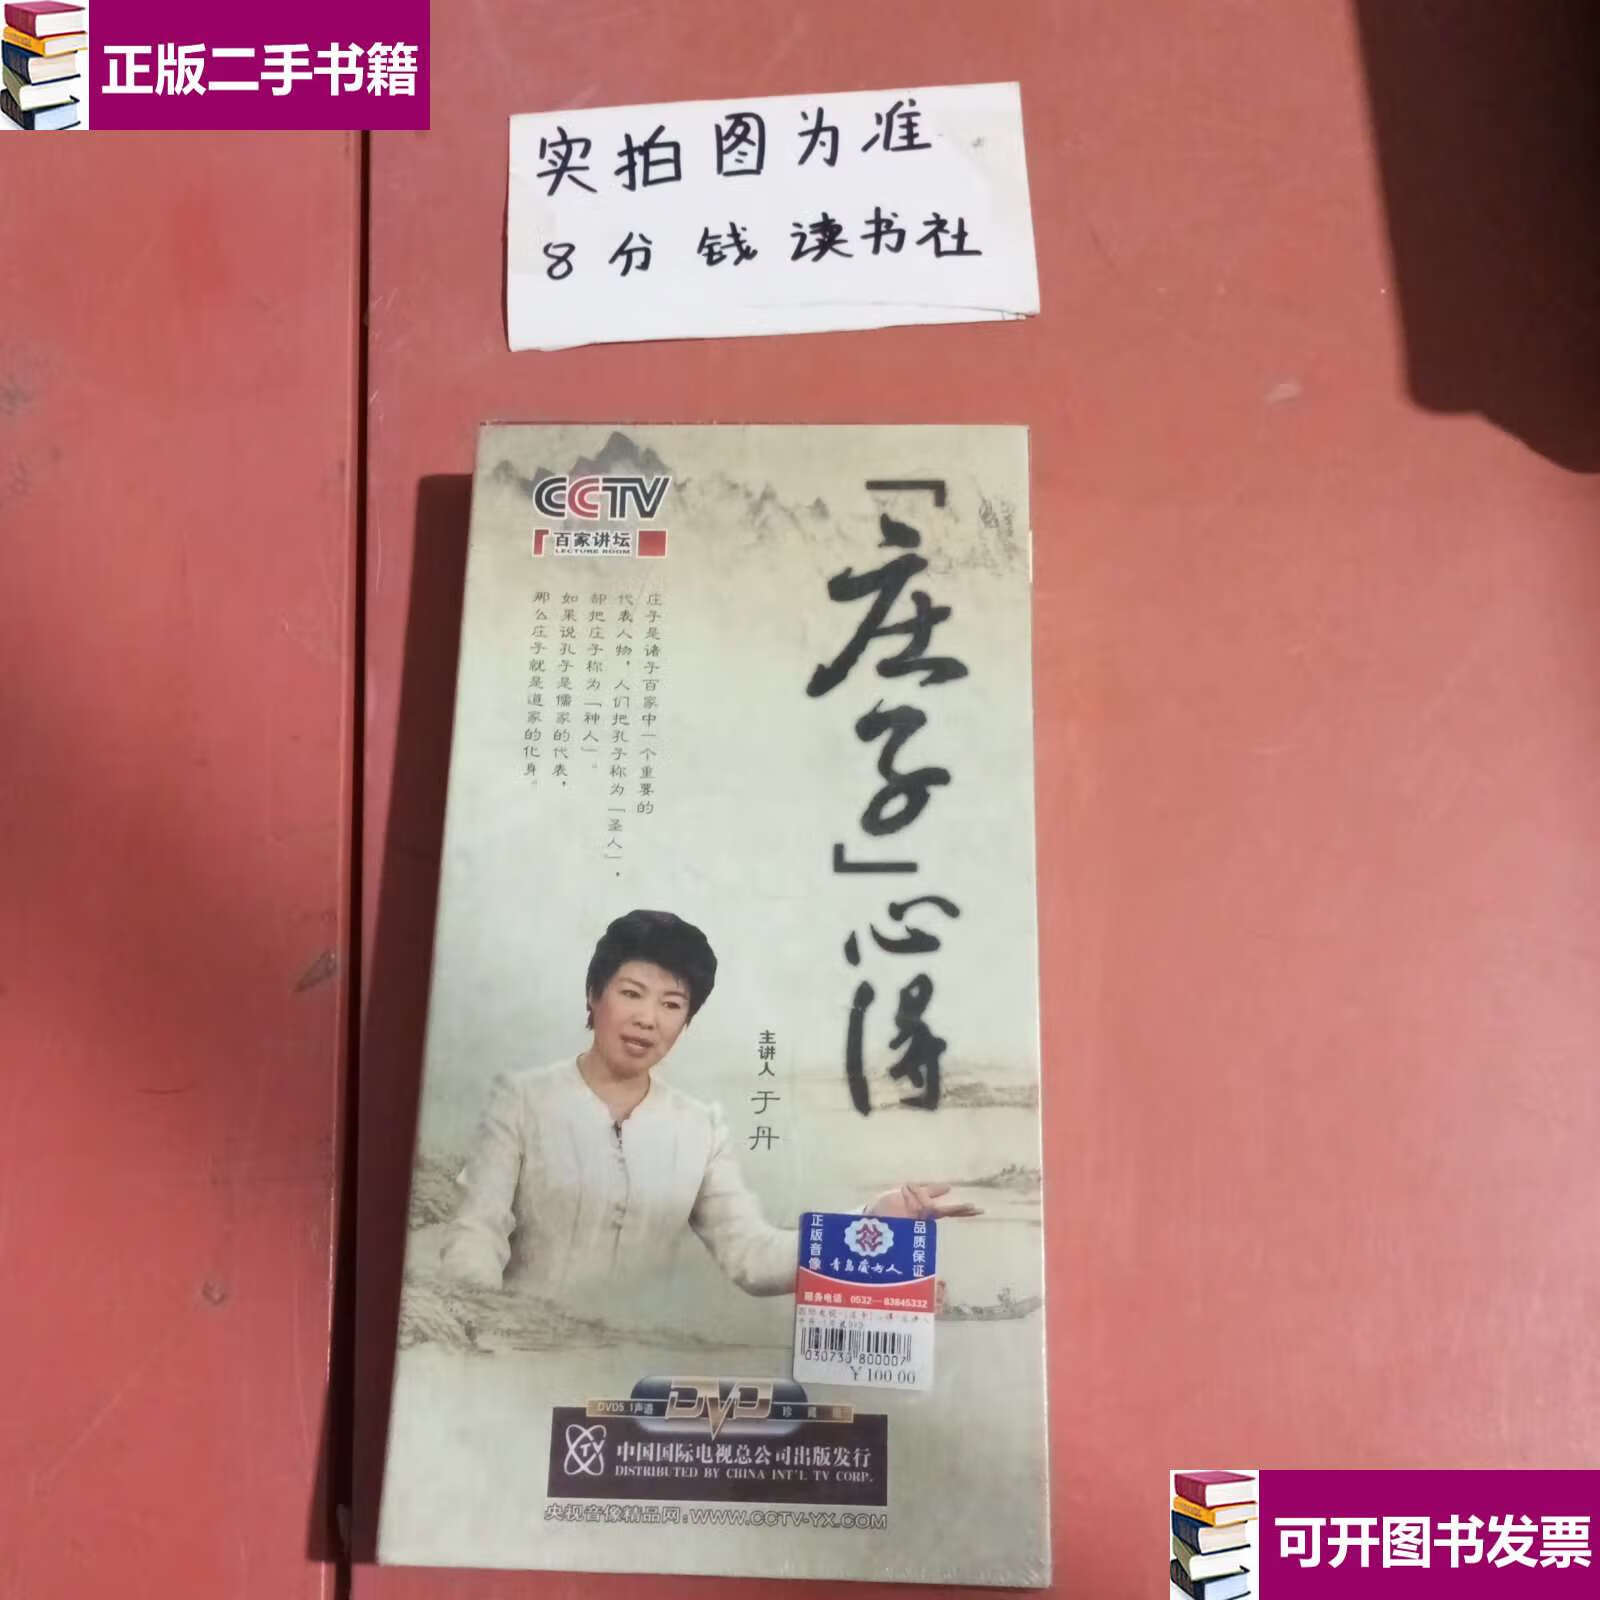 正版二手书籍
实拍图为准
8分钱读书社
CCTV
百家讲坛
LECTURE ROOM
「庄子」心得
庄子是诸子百家中一个重要的
代表人物，人们把孔子称为「圣人」，
却把庄子称为「神人」。
如果说孔子是儒家的代表，
那么庄子就是道家的化身。
主讲人 于丹
正版音像
品质保证
青岛爱书人
服务电话：0532—83845332
030730 800007
￥100.00
DVD5.1声道
DVD
珍藏版
CTV
中国国际电视总公司出版发行
DISTRIBUTED BY CHINA INT'L TV CORP.
央视音像精品网：WWW.CCTV-YX.COM
可开图书发票